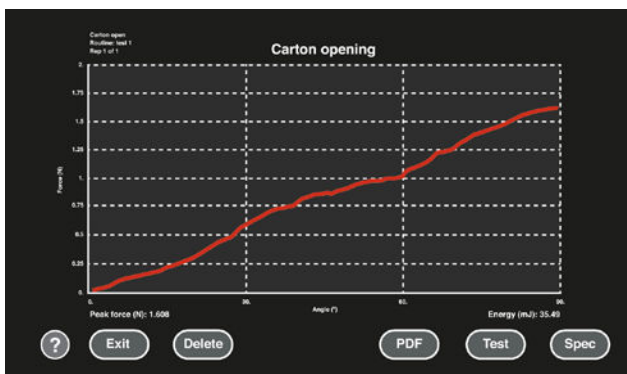 Carton open
Routine: test 1
Rep 1 of 1
Carton opening
2.
1.75
1.5
1.25
1.
0.75
0.5
0.25
0.
Force (N)
0.
30.
60.
90.
Angle (°)
Peak force (N): 1.608
Energy (mJ): 35.49
?
Exit
Delete
PDF
Test
Spec